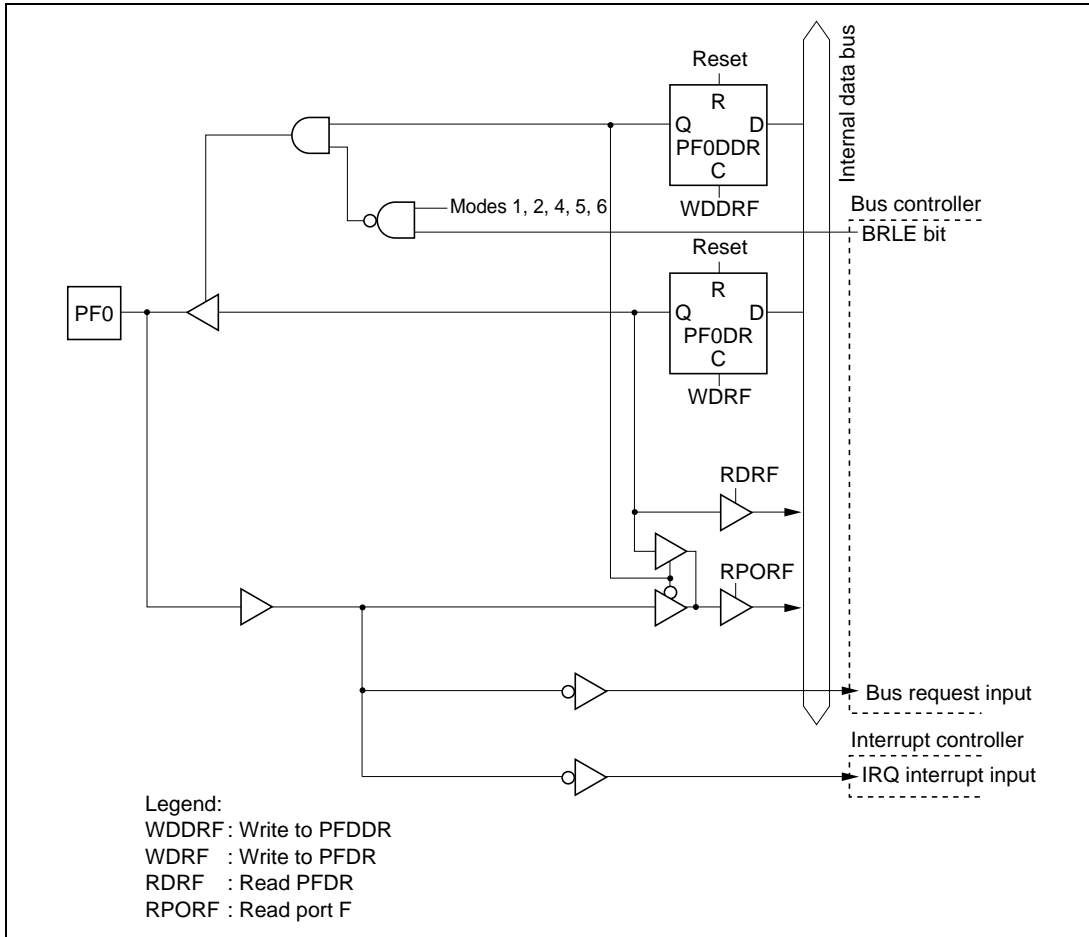 Reset
R
Q D
PF0DDR
C
WDDRF
Internal data bus
Modes 1, 2, 4, 5, 6
Bus controller
BRLE bit
Reset
R
Q D
PF0DR
C
WDRF
PF0
RDRF
RPORF
Bus request input
Interrupt controller
IRQ interrupt input
Legend:
WDDRF : Write to PFDDR
WDRF : Write to PFDR
RDRF : Read PFDR
RPORF : Read port F